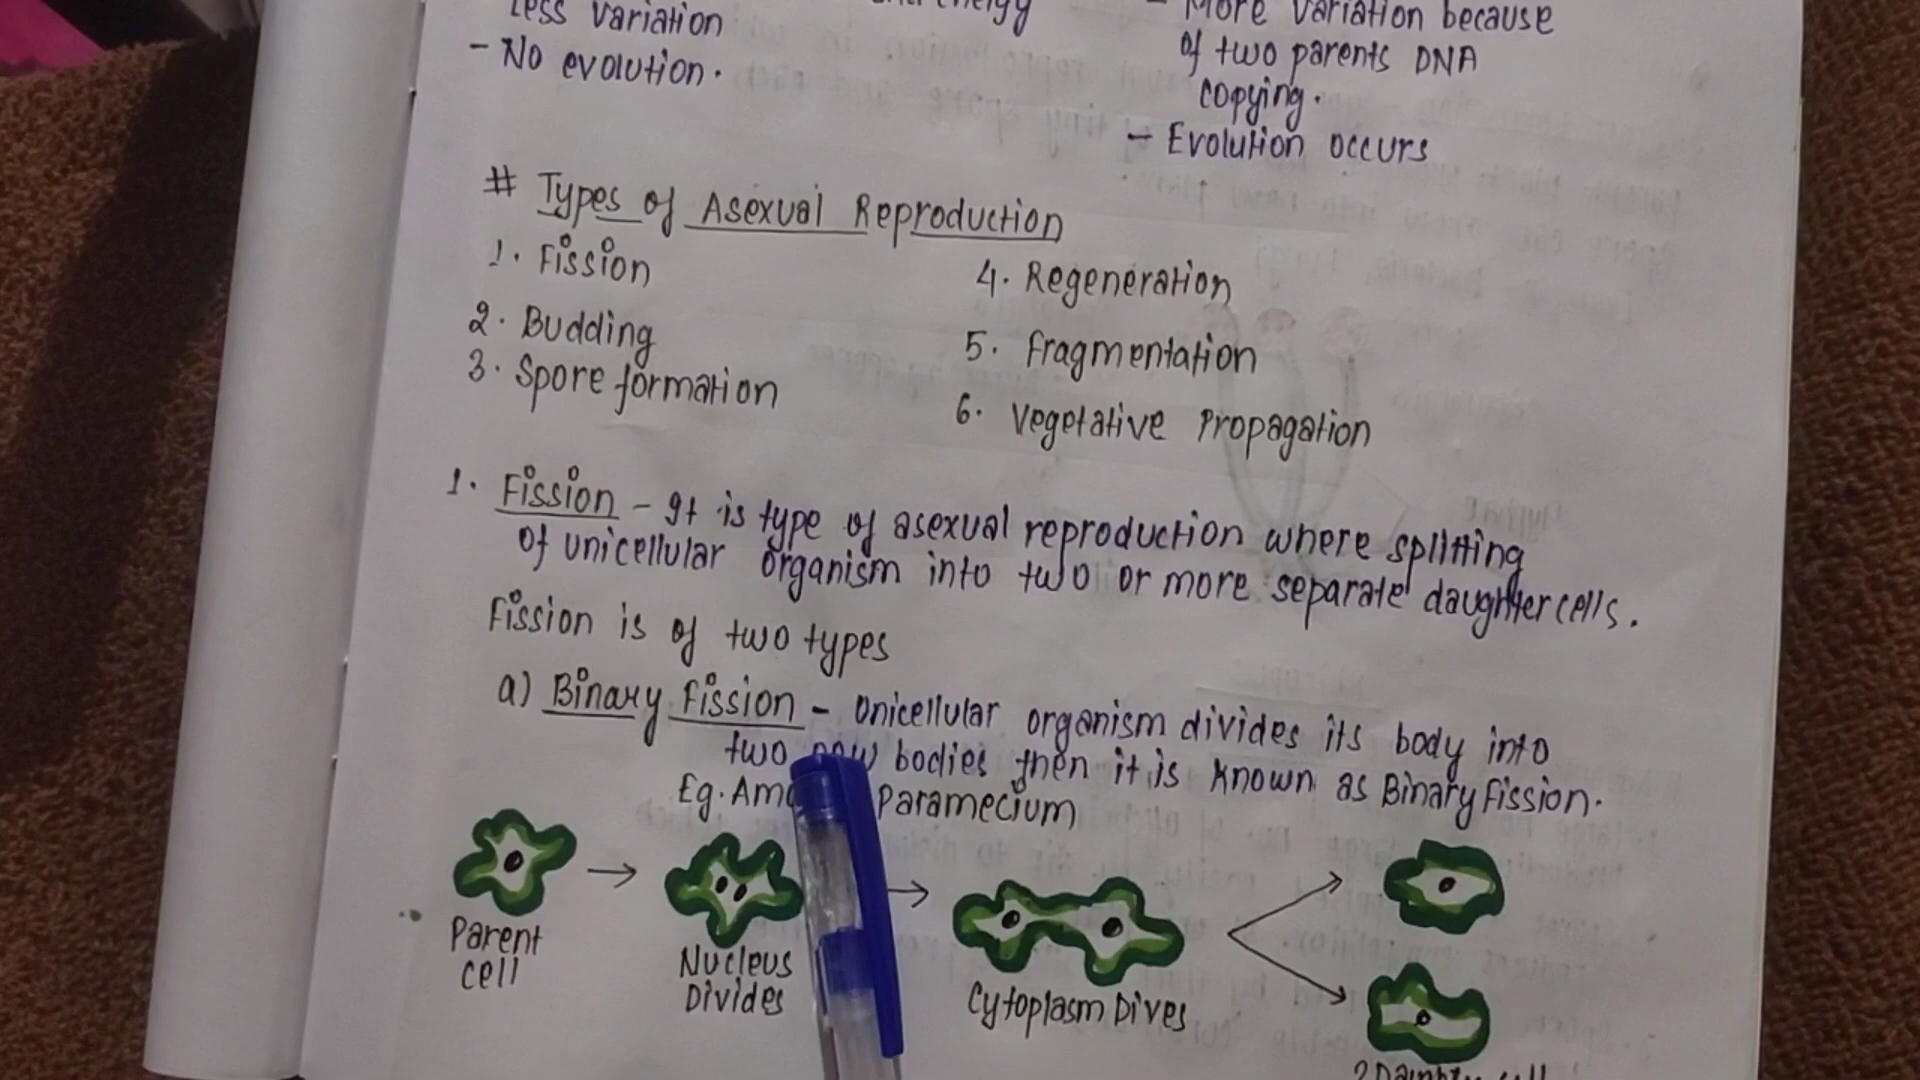 Less variation
- No evolution.
energy
- More variation because
of two parents DNA
copying.
- Evolution occurs
# Types of Asexual Reproduction
1. Fission
2. Budding
3. Spore formation
4. Regeneration
5. fragmentation
6. Vegetative Propagation
1. Fission - It is type of asexual reproduction where splitting
of unicellular organism into two or more separate daughter cells.
Fission is of two types
a) Binary Fission - Unicellular organism divides its body into
two new bodies then it is known as Binary fission.
Eg. Paramecium
Parent
cell
Nucleus
Divides
Cytoplasm Dives